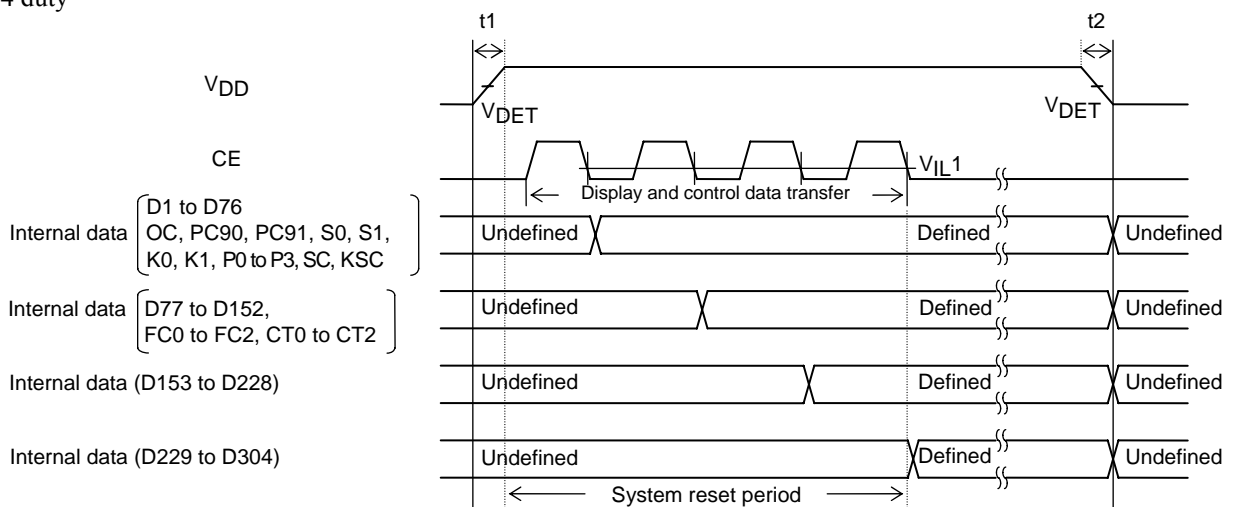 4 duty
t1 t2
VDD
VDET VDET
CE
VIL1
Display and control data transfer
D1 to D76
Internal data OC, PC90, PC91, S0, S1, Undefined Defined Undefined
K0, K1, P0 to P3, SC, KSC
Internal data D77 to D152, Undefined Defined Undefined
FC0 to FC2, CT0 to CT2
Internal data (D153 to D228) Undefined Defined Undefined
Internal data (D229 to D304) Undefined Defined Undefined
System reset period